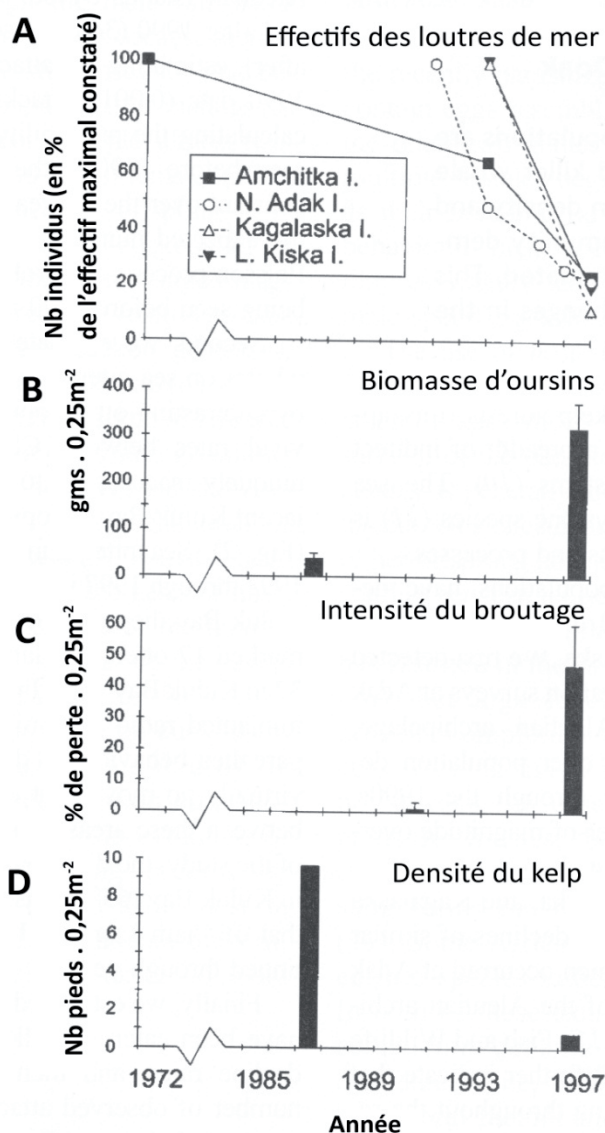 A
Effectifs des loutres de mer
Nb individus (en %
de l'effectif maximal constaté)
100
80
60
40
20
0
Amchitka I.
N. Adak I.
Kagalaska I.
L. Kiska I.
B
Biomasse d'oursins
gms . 0,25m-2
400
300
200
100
0
C
Intensité du broutage
% de perte . 0,25m-2
60
50
40
30
20
10
0
D
Densité du kelp
Nb pieds . 0,25m-2
10
8
6
4
2
0
1972 1985 1989 1993 1997
Année